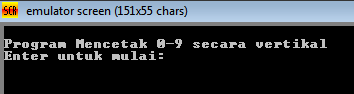 emulator screen (151x55 chars)
Program Mencetak 0-9 secara vertikal
Enter untuk mulai: